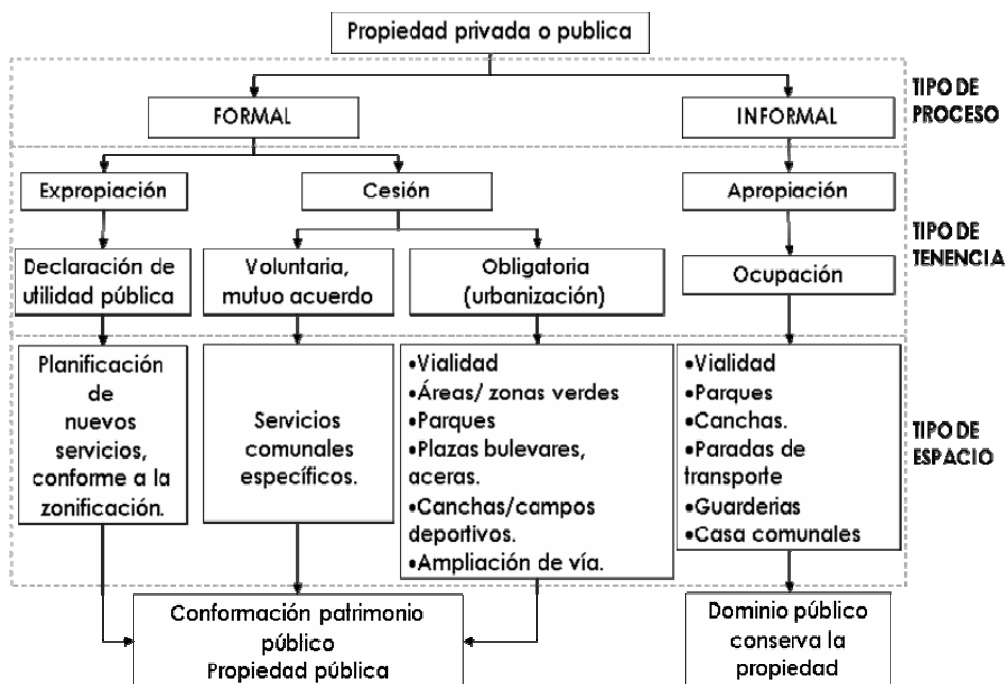 Propiedad privada o publica
TIPO DE
PROCESO
FORMAL
INFORMAL
Expropiación
Cesión
Apropiación
TIPO DE
TENENCIA
Declaración de
utilidad pública
Voluntaria,
mutuo acuerdo
Obligatoria
(urbanización)
Ocupación
Planificación
de
nuevos
servicios,
conforme a la
zonificación.
Servicios
comunales
específicos.
•Vialidad
•Áreas/ zonas verdes
•Parques
•Plazas bulevares,
aceras.
•Canchas/campos
deportivos.
•Ampliación de vía.
•Vialidad
•Parques
•Canchas.
•Paradas de
transporte
•Guarderias
•Casa comunales
TIPO DE
ESPACIO
Conformación patrimonio
público
Propiedad pública
Dominio público
conserva la
propiedad